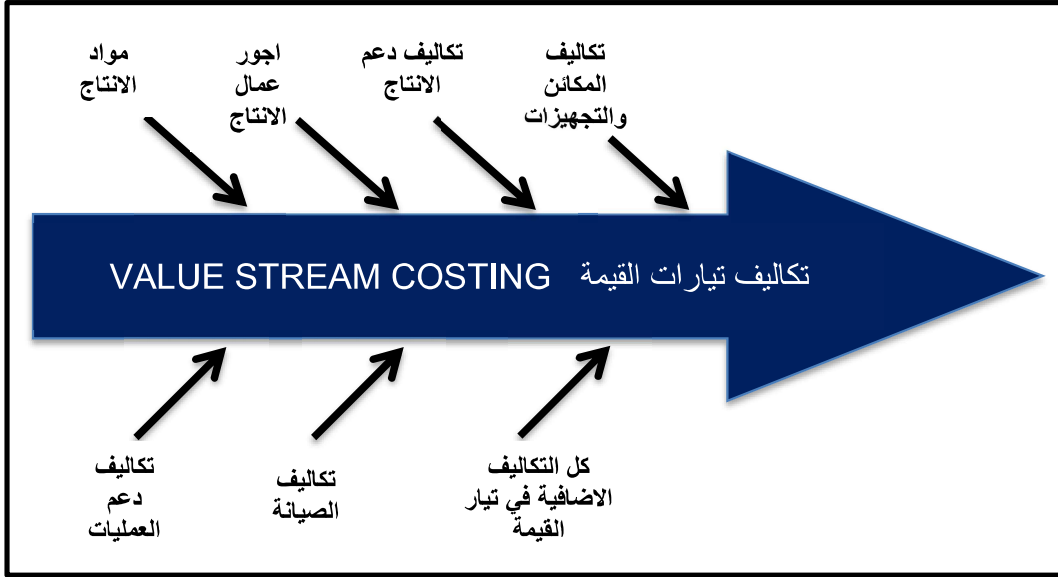 مواد
الانتاج
اجور
عمال
الانتاج
تكاليف دعم
الانتاج
تكاليف
المكائن
والتجهيزات
VALUE STREAM COSTING تكاليف تيارات القيمة
تكاليف
دعم
العمليات
تكاليف
الصيانة
كل التكاليف
الاضافية في تيار
القيمة